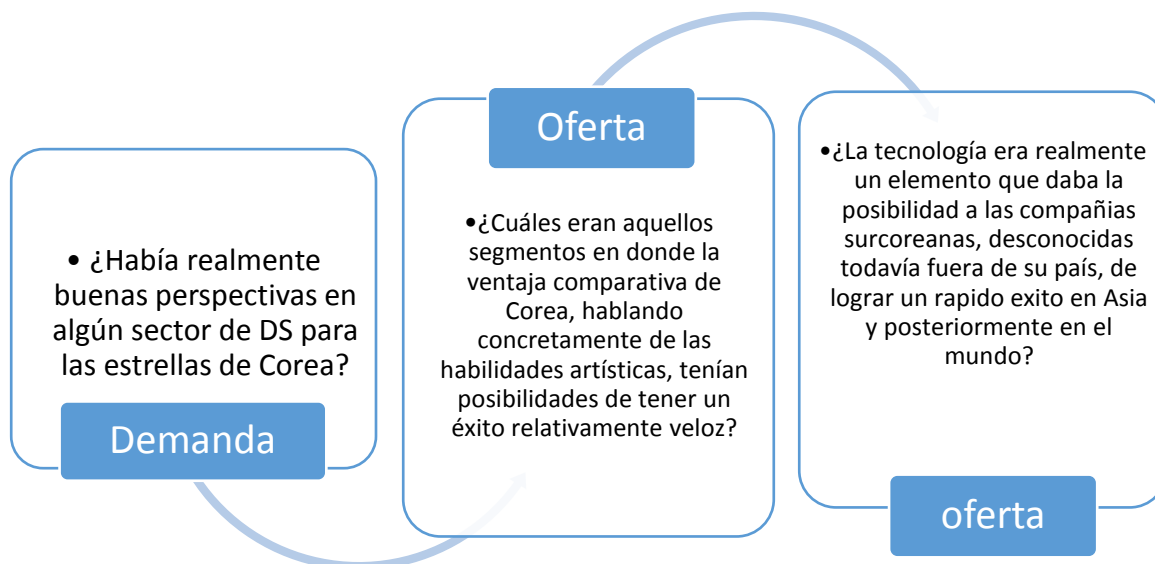 • ¿Había realmente
buenas perspectivas en
algún sector de DS para
las estrellas de Corea?
Demanda
Oferta
•¿Cuáles eran aquellos
segmentos en donde la
ventaja comparativa de
Corea, hablando
concretamente de las
habilidades artísticas, tenían
posibilidades de tener un
éxito relativamente veloz?
•¿La tecnología era realmente
un elemento que daba la
posibilidad a las compañias
surcoreanas, desconocidas
todavía fuera de su país, de
lograr un rapido exito en Asia
y posteriormente en el
mundo?
oferta